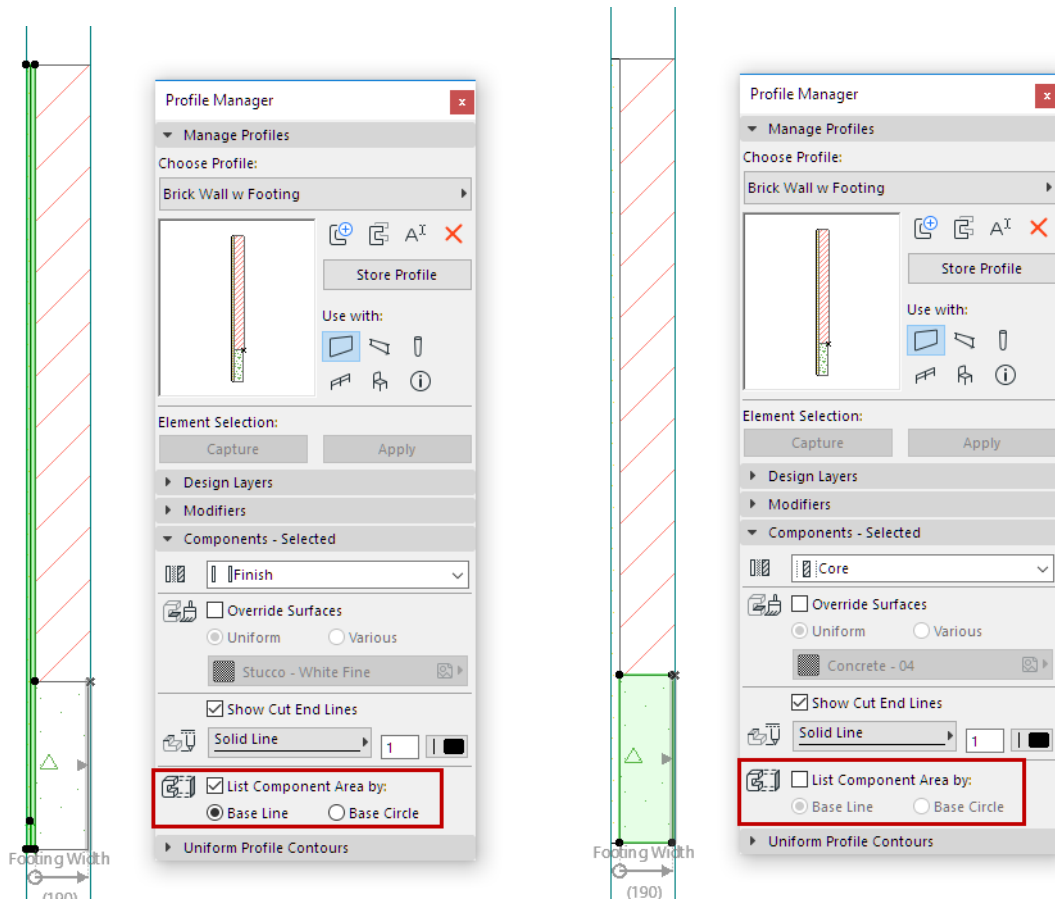 Profile Manager
x
Manage Profiles
Choose Profile:
Brick Wall w Footing
Store Profile
Use with:
Element Selection:
Capture
Apply
Design Layers
Modifiers
Components - Selected
Finish
Override Surfaces
Uniform
Various
Stucco - White Fine
Show Cut End Lines
Solid Line
1
List Component Area by:
Base Line
Base Circle
Uniform Profile Contours
Footing Width
(190)
Profile Manager
x
Manage Profiles
Choose Profile:
Brick Wall w Footing
Store Profile
Use with:
Element Selection:
Capture
Apply
Design Layers
Modifiers
Components - Selected
Core
Override Surfaces
Uniform
Various
Concrete - 04
Show Cut End Lines
Solid Line
1
List Component Area by:
Base Line
Base Circle
Uniform Profile Contours
Footing Width
(190)